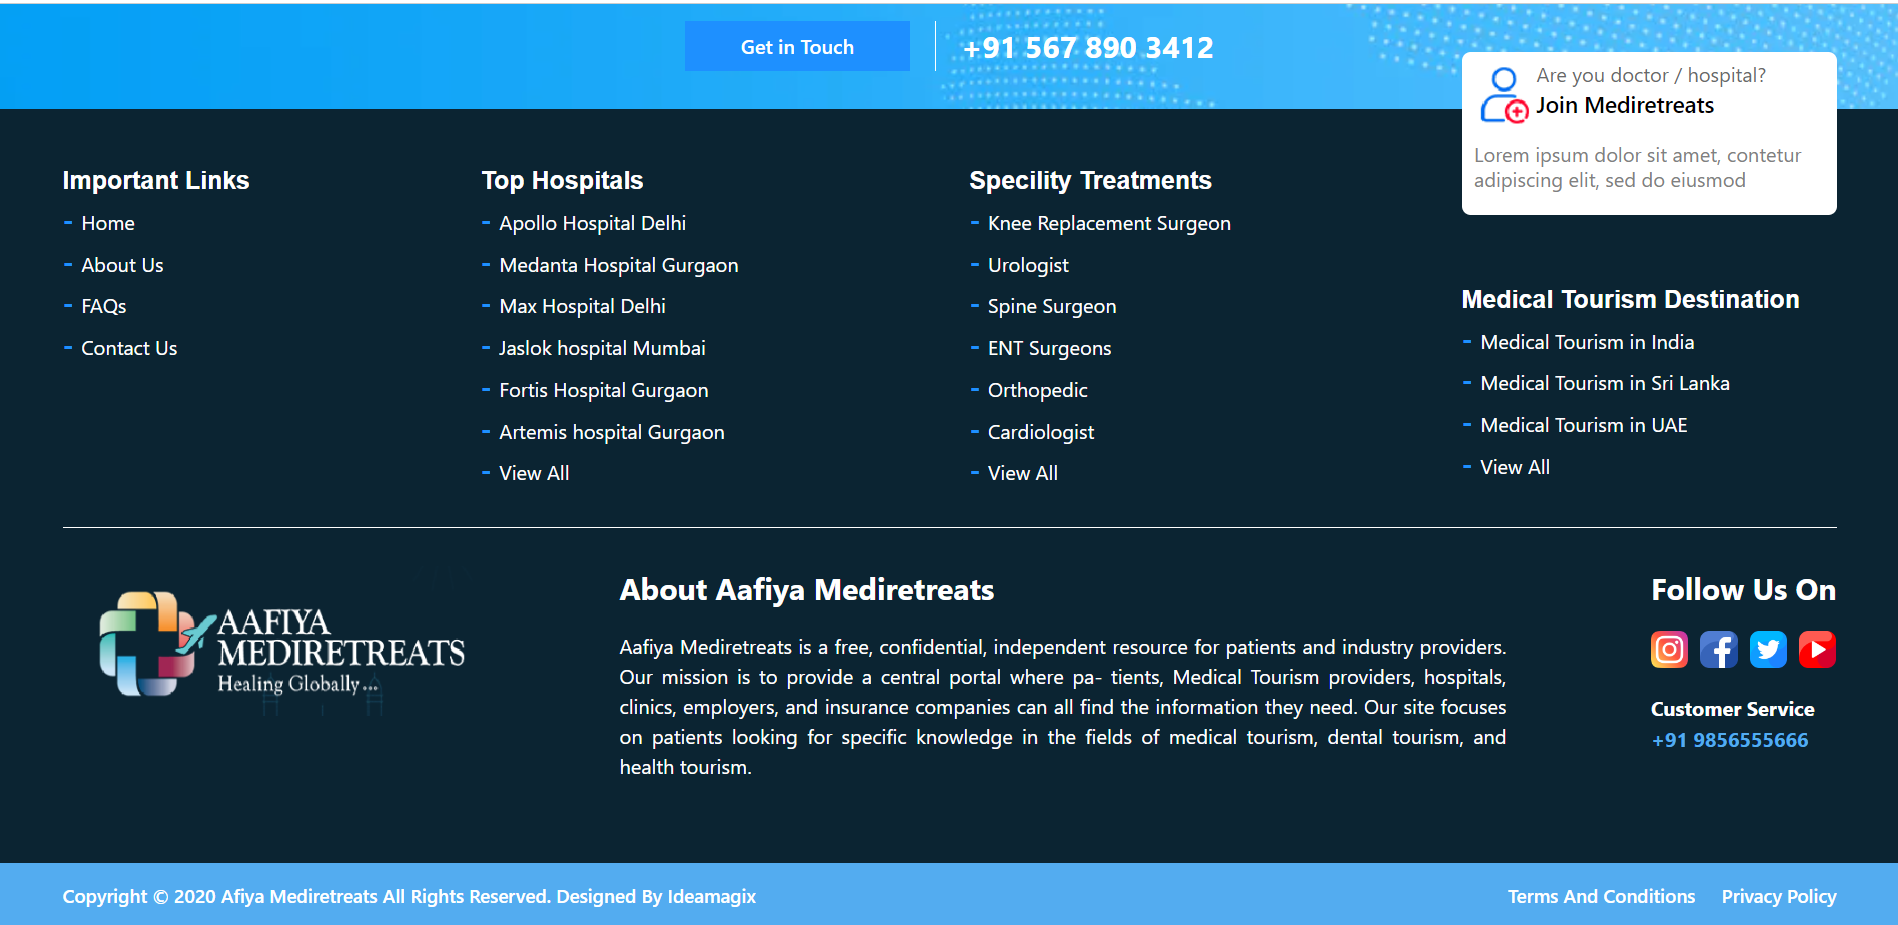 Get in Touch
+91 567 890 3412
Are you doctor / hospital?
Join Mediretreats
Lorem ipsum dolor sit amet, contetur
adipiscing elit, sed do eiusmod
Important Links
- Home
- About Us
- FAQs
- Contact Us
Top Hospitals
- Apollo Hospital Delhi
- Medanta Hospital Gurgaon
- Max Hospital Delhi
- Jaslok hospital Mumbai
- Fortis Hospital Gurgaon
- Artemis hospital Gurgaon
- View All
Specility Treatments
- Knee Replacement Surgeon
- Urologist
- Spine Surgeon
- ENT Surgeons
- Orthopedic
- Cardiologist
- View All
Medical Tourism Destination
- Medical Tourism in India
- Medical Tourism in Sri Lanka
- Medical Tourism in UAE
- View All
AAFIYA
MEDIRETREATS
Healing Globally...
About Aafiya Mediretreats
Aafiya Mediretreats is a free, confidential, independent resource for patients and industry providers.
Our mission is to provide a central portal where pa- tients, Medical Tourism providers, hospitals,
clinics, employers, and insurance companies can all find the information they need. Our site focuses
on patients looking for specific knowledge in the fields of medical tourism, dental tourism, and
health tourism.
Follow Us On
Customer Service
+91 9856555666
Copyright © 2020 Afiya Mediretreats All Rights Reserved. Designed By Ideamagix
Terms And Conditions
Privacy Policy